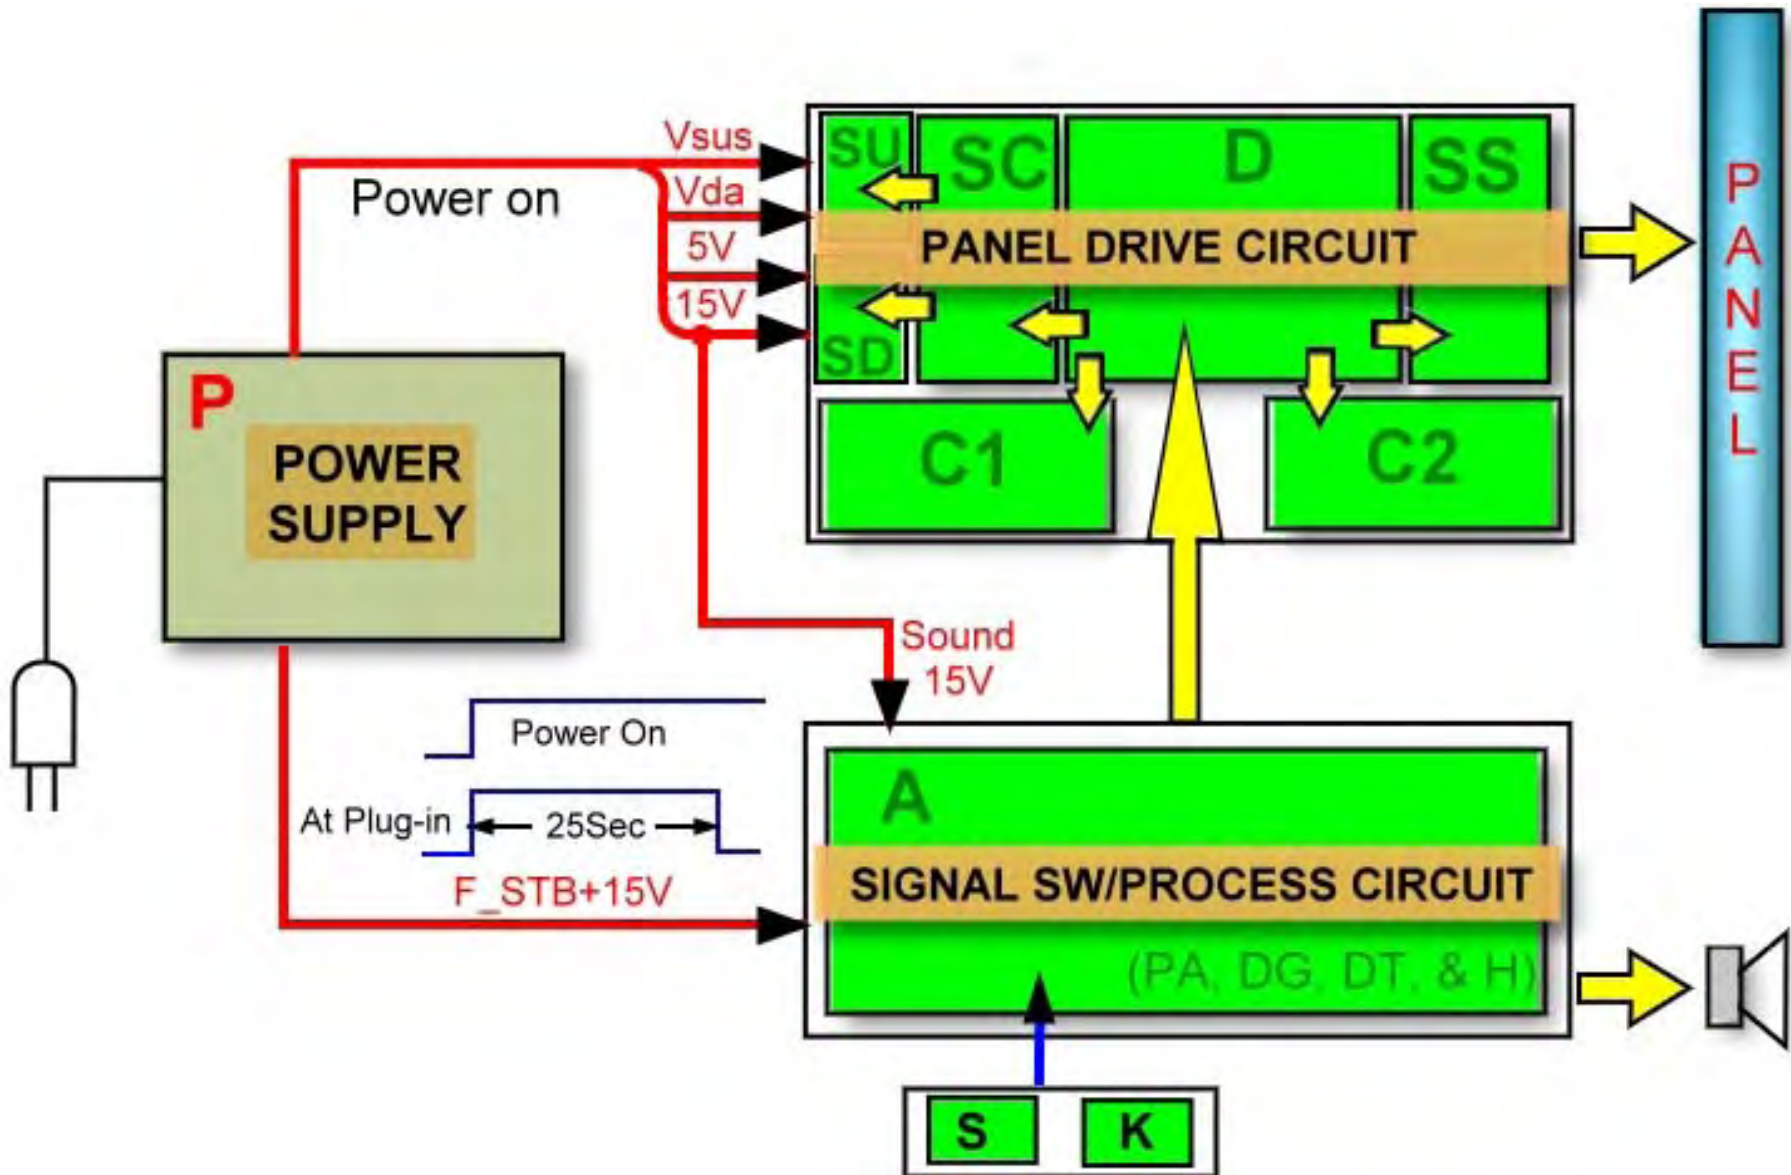 Vsus
Power on
Vda
5V
15V
SU
SC
D
SS
PANEL DRIVE CIRCUIT
SD
C1
C2
PANEL
P
POWER
SUPPLY
Sound
15V
Power On
At Plug-in
25Sec
F_STB+15V
A
SIGNAL SW/PROCESS CIRCUIT
(PA, DG, DT, & H)
S
K